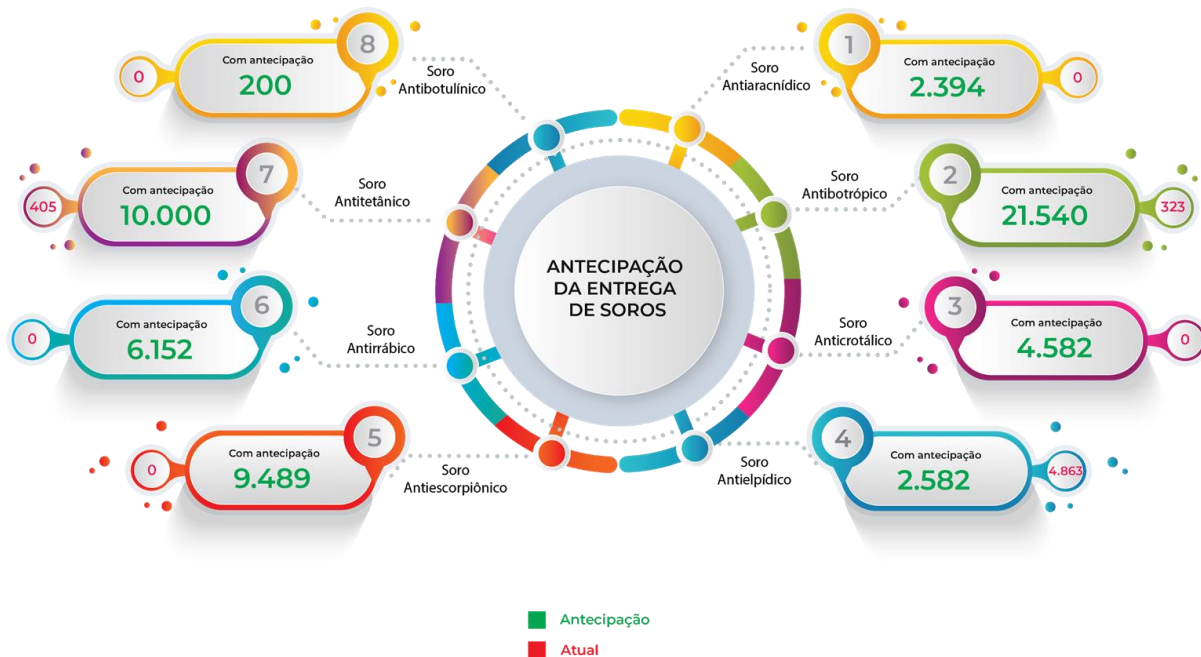 8
Com antecipação
200
0
Soro
Antibotulínico
Soro
Antiaracnídico
1
Com antecipação
2.394
0
7
Com antecipação
10.000
405
Soro
Antitetânico
Soro
Antibotrópico
2
Com antecipação
21.540
323
ANTECIPAÇÃO
DA ENTREGA
DE SOROS
6
Com antecipação
6.152
0
Soro
Antirrábico
Soro
Anticrotálico
3
Com antecipação
4.582
0
5
Com antecipação
9.489
0
Soro
Antiescorpiônico
Soro
Antielpídico
4
Com antecipação
2.582
4.863
Antecipação
Atual